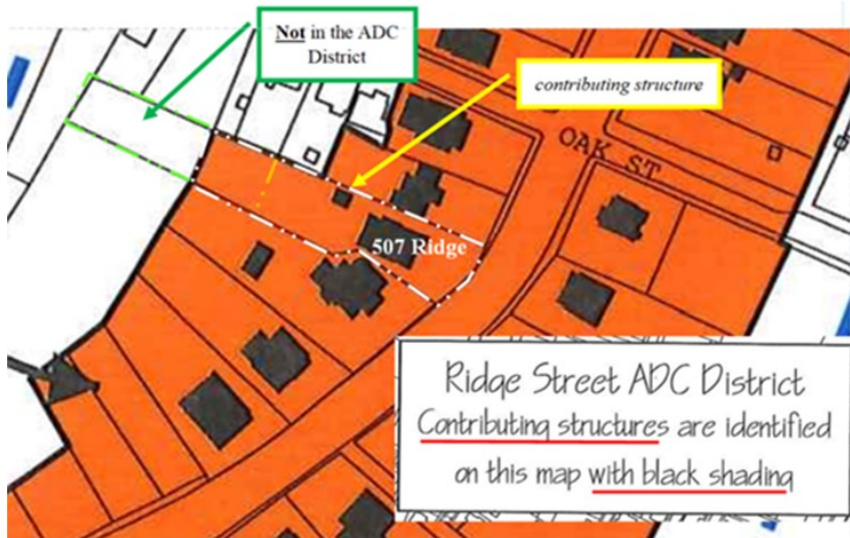 Not in the ADC
District
contributing structure
OAK ST
507 Ridge
Ridge Street ADC District
Contributing structures are identified
on this map with black shading